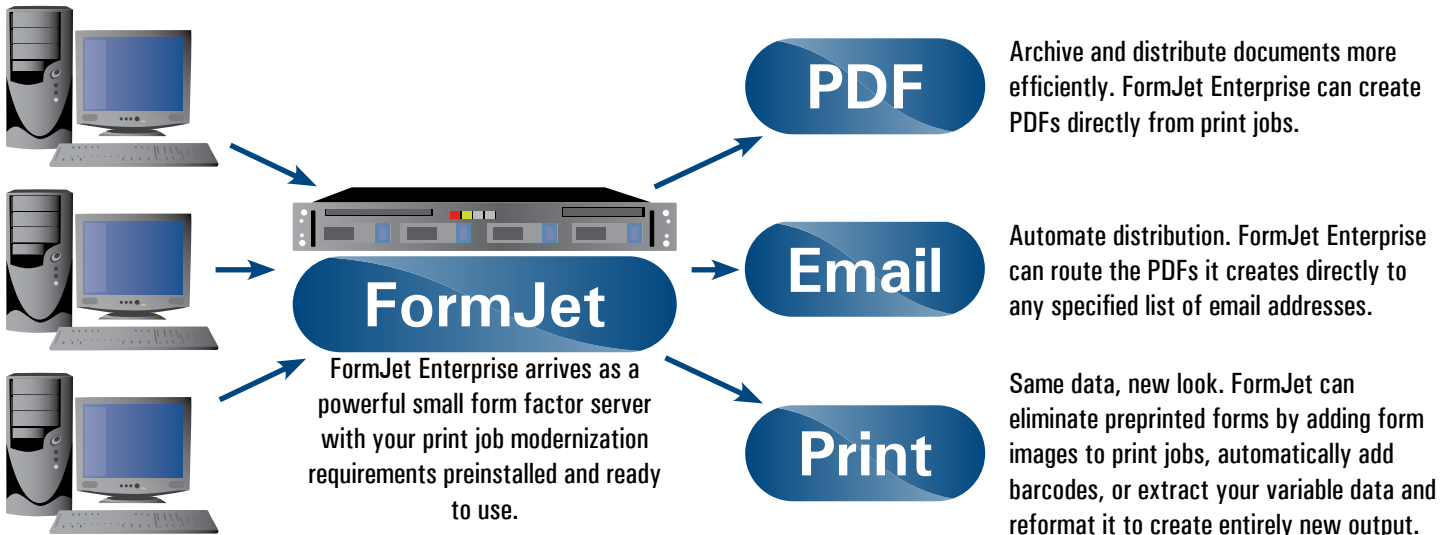 PDF
Archive and distribute documents more
efficiently. FormJet Enterprise can create
PDFs directly from print jobs.
Email
Automate distribution. FormJet Enterprise
can route the PDFs it creates directly to
any specified list of email addresses.
FormJet
FormJet Enterprise arrives as a
powerful small form factor server
with your print job modernization
requirements preinstalled and ready
to use.
Print
Same data, new look. FormJet can
eliminate preprinted forms by adding form
images to print jobs, automatically add
barcodes, or extract your variable data and
reformat it to create entirely new output.